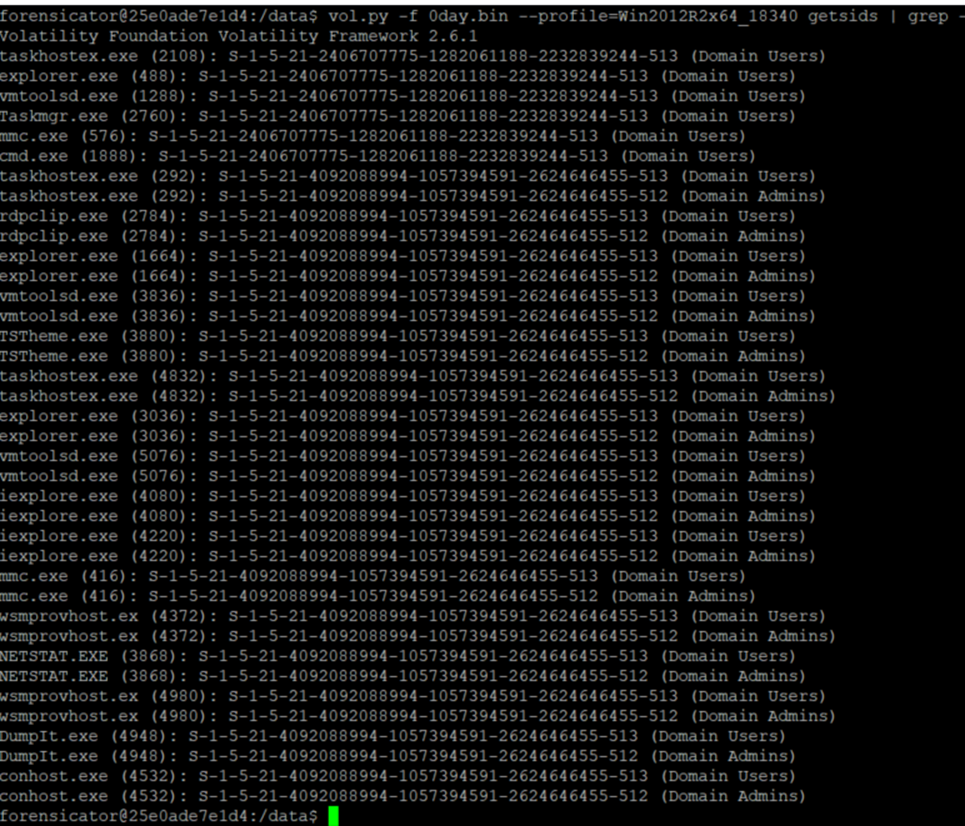 forensicator@25e0ade7e1d4:/data$ vol.py -f 0day.bin --profile=Win2012R2x64_18340 getsids | grep -
Volatility Foundation Volatility Framework 2.6.1
taskhostex.exe (2108): S-1-5-21-2406707775-1282061188-2232839244-513 (Domain Users)
explorer.exe (488): S-1-5-21-2406707775-1282061188-2232839244-513 (Domain Users)
vmtoolsd.exe (1288): S-1-5-21-2406707775-1282061188-2232839244-513 (Domain Users)
Taskmgr.exe (2760): S-1-5-21-2406707775-1282061188-2232839244-513 (Domain Users)
mmc.exe (576): S-1-5-21-2406707775-1282061188-2232839244-513 (Domain Users)
cmd.exe (1888): S-1-5-21-2406707775-1282061188-2232839244-513 (Domain Users)
taskhostex.exe (292): S-1-5-21-4092088994-1057394591-2624646455-513 (Domain Users)
taskhostex.exe (292): S-1-5-21-4092088994-1057394591-2624646455-512 (Domain Admins)
rdpclip.exe (2784): S-1-5-21-4092088994-1057394591-2624646455-513 (Domain Users)
rdpclip.exe (2784): S-1-5-21-4092088994-1057394591-2624646455-512 (Domain Admins)
explorer.exe (1664): S-1-5-21-4092088994-1057394591-2624646455-513 (Domain Users)
explorer.exe (1664): S-1-5-21-4092088994-1057394591-2624646455-512 (Domain Admins)
vmtoolsd.exe (3836): S-1-5-21-4092088994-1057394591-2624646455-513 (Domain Users)
vmtoolsd.exe (3836): S-1-5-21-4092088994-1057394591-2624646455-512 (Domain Admins)
TSTheme.exe (3880): S-1-5-21-4092088994-1057394591-2624646455-513 (Domain Users)
TSTheme.exe (3880): S-1-5-21-4092088994-1057394591-2624646455-512 (Domain Admins)
taskhostex.exe (4832): S-1-5-21-4092088994-1057394591-2624646455-513 (Domain Users)
taskhostex.exe (4832): S-1-5-21-4092088994-1057394591-2624646455-512 (Domain Admins)
explorer.exe (3036): S-1-5-21-4092088994-1057394591-2624646455-513 (Domain Users)
explorer.exe (3036): S-1-5-21-4092088994-1057394591-2624646455-512 (Domain Admins)
vmtoolsd.exe (5076): S-1-5-21-4092088994-1057394591-2624646455-513 (Domain Users)
vmtoolsd.exe (5076): S-1-5-21-4092088994-1057394591-2624646455-512 (Domain Admins)
iexplore.exe (4080): S-1-5-21-4092088994-1057394591-2624646455-513 (Domain Users)
iexplore.exe (4080): S-1-5-21-4092088994-1057394591-2624646455-512 (Domain Admins)
iexplore.exe (4220): S-1-5-21-4092088994-1057394591-2624646455-513 (Domain Users)
iexplore.exe (4220): S-1-5-21-4092088994-1057394591-2624646455-512 (Domain Admins)
mmc.exe (416): S-1-5-21-4092088994-1057394591-2624646455-513 (Domain Users)
mmc.exe (416): S-1-5-21-4092088994-1057394591-2624646455-512 (Domain Admins)
wsmprovhost.ex (4372): S-1-5-21-4092088994-1057394591-2624646455-513 (Domain Users)
wsmprovhost.ex (4372): S-1-5-21-4092088994-1057394591-2624646455-512 (Domain Admins)
NETSTAT.EXE (3868): S-1-5-21-4092088994-1057394591-2624646455-513 (Domain Users)
NETSTAT.EXE (3868): S-1-5-21-4092088994-1057394591-2624646455-512 (Domain Admins)
wsmprovhost.ex (4980): S-1-5-21-4092088994-1057394591-2624646455-513 (Domain Users)
wsmprovhost.ex (4980): S-1-5-21-4092088994-1057394591-2624646455-512 (Domain Admins)
DumpIt.exe (4948): S-1-5-21-4092088994-1057394591-2624646455-513 (Domain Users)
DumpIt.exe (4948): S-1-5-21-4092088994-1057394591-2624646455-512 (Domain Admins)
conhost.exe (4532): S-1-5-21-4092088994-1057394591-2624646455-513 (Domain Users)
conhost.exe (4532): S-1-5-21-4092088994-1057394591-2624646455-512 (Domain Admins)
forensicator@25e0ade7e1d4:/data$